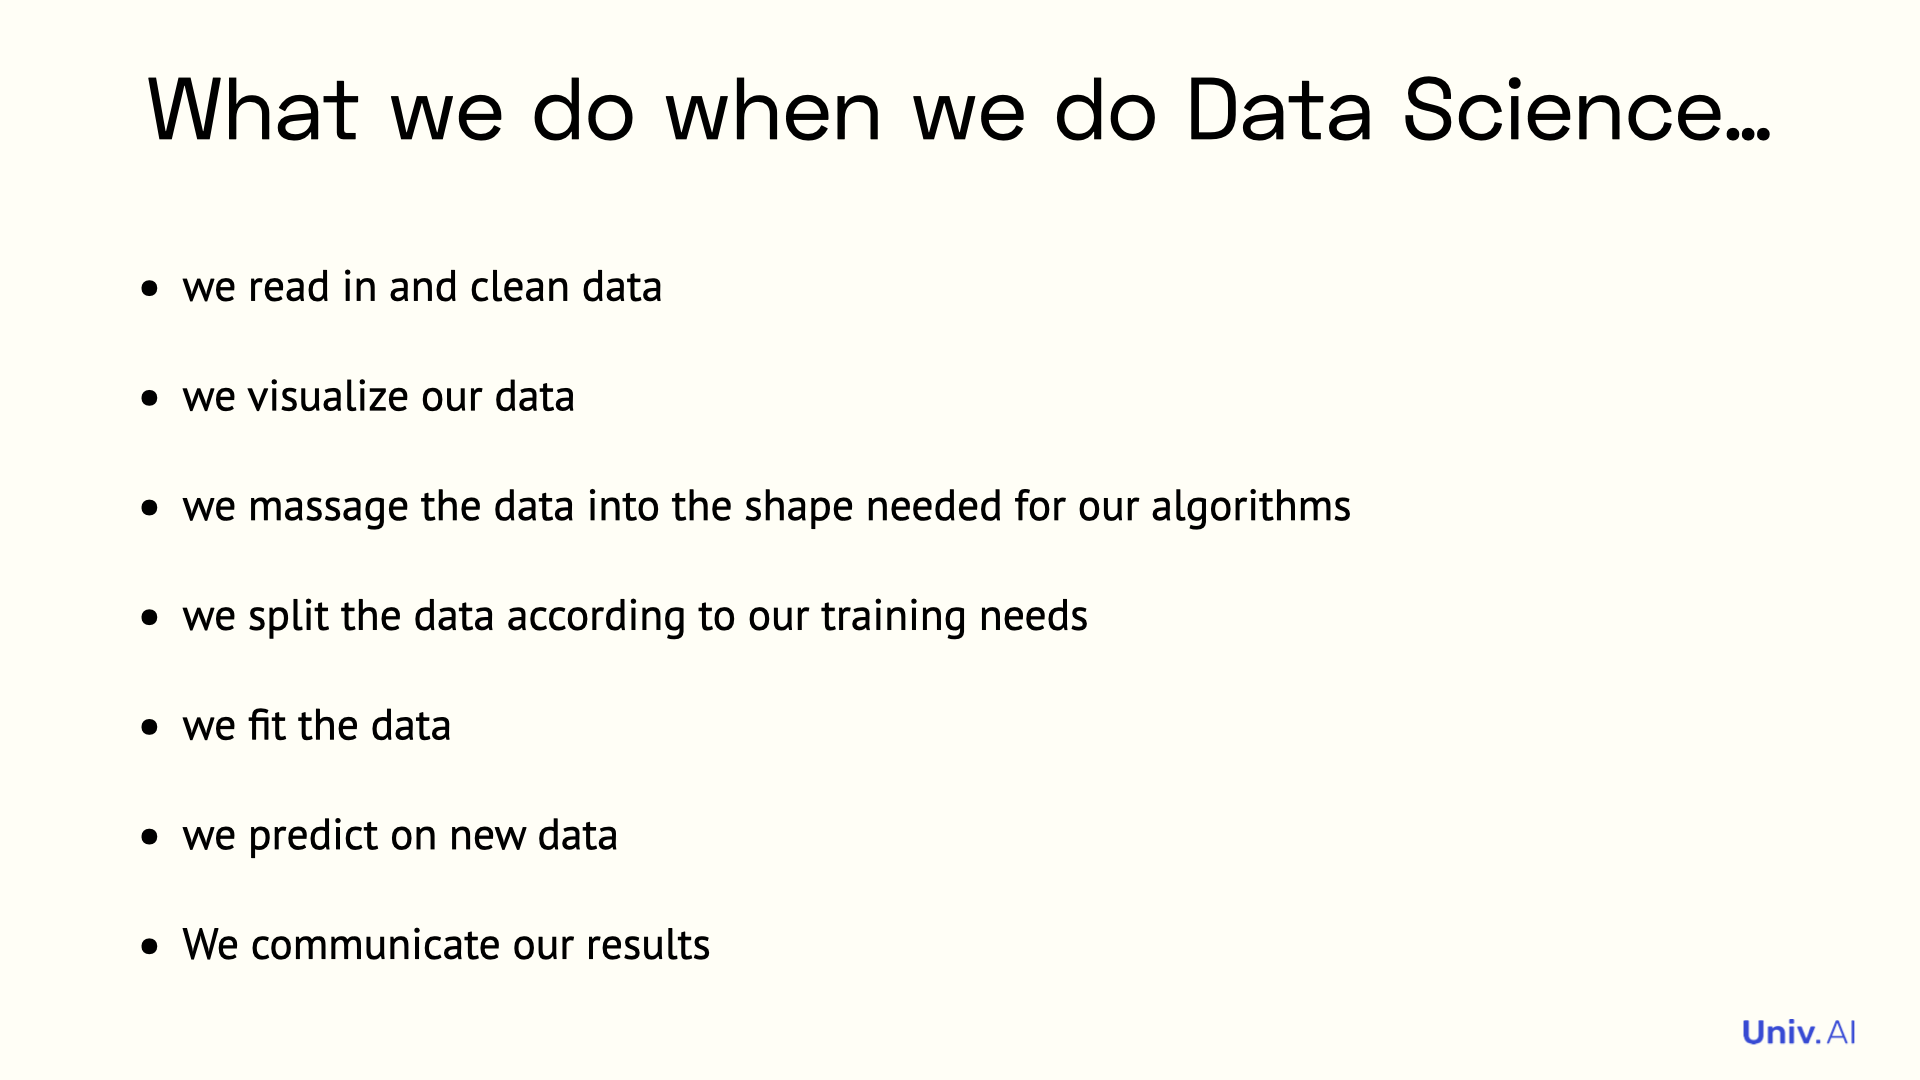 What we do when we do Data Science...
• we read in and clean data
• we visualize our data
• we massage the data into the shape needed for our algorithms
• we split the data according to our training needs
• we fit the data
• we predict on new data
• We communicate our results
Univ.AI